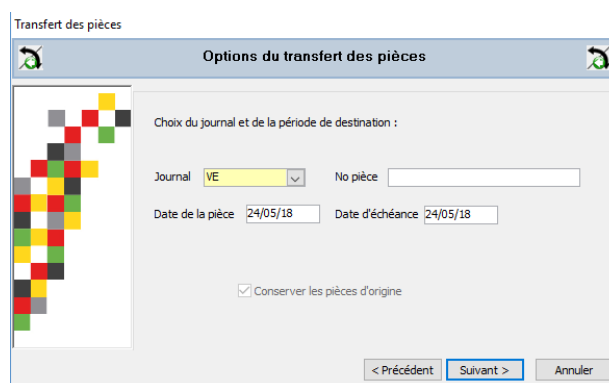 Transfert des pièces
Options du transfert des pièces
Choix du journal et de la période de destination :
Journal VE No pièce
Date de la pièce 24/05/18 Date d'échéance 24/05/18
Conserver les pièces d'origine
< Précédent Suivant > Annuler